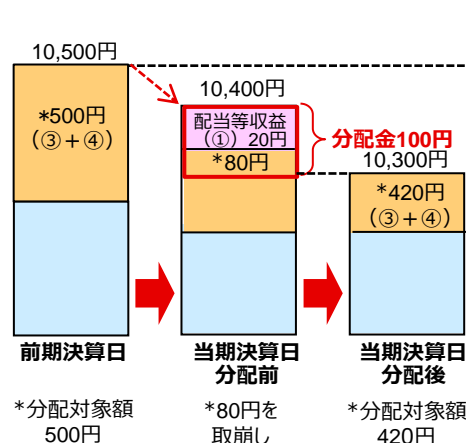 10,500円
*500円
（③＋④）
10,400円
配当等収益
（①）20円
*80円
分配金100円
10,300円
*420円
（③＋④）
前期決算日
当期決算日
分配前
当期決算日
分配後
*分配対象額
500円
*80円を
取崩し
*分配対象額
420円